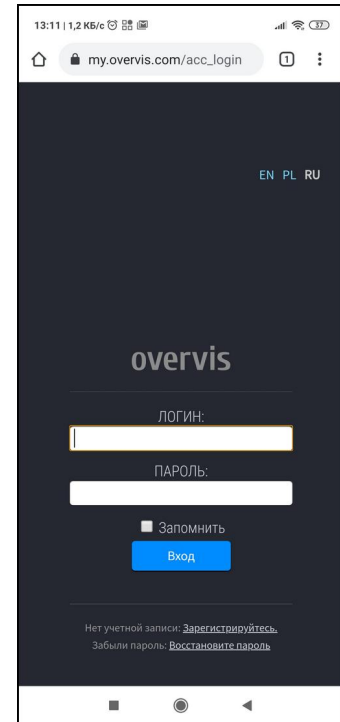 13:11 | 1,2 КБ/с
37
my.overvis.com/acc_login
1
EN PL RU
overvis
ЛОГИН:
ПАРОЛЬ:
Запомнить
Вход
Нет учетной записи: Зарегистрируйтесь.
Забыли пароль: Восстановите пароль